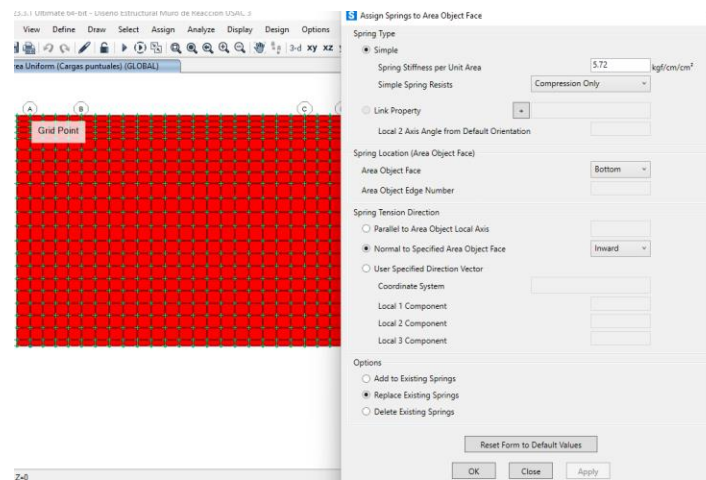 23.3.1 Ultimate 64-bit - Diseño Estructural Muro de Reacción USAC 3
View Define Draw Select Assign Analyze Display Design Options
3-d xy xz
rea Uniform (Cargas puntuales) (GLOBAL)
A B C
Grid Point
Z=0
Assign Springs to Area Object Face
Spring Type
Simple
Spring Stiffness per Unit Area 5.72 kgf/cm/cm²
Simple Spring Resists Compression Only
Link Property +
Local 2 Axis Angle from Default Orientation
Spring Location (Area Object Face)
Area Object Face Bottom
Area Object Edge Number
Spring Tension Direction
Parallel to Area Object Local Axis
Normal to Specified Area Object Face Inward
User Specified Direction Vector
Coordinate System
Local 1 Component
Local 2 Component
Local 3 Component
Options
Add to Existing Springs
Replace Existing Springs
Delete Existing Springs
Reset Form to Default Values
OK Close Apply